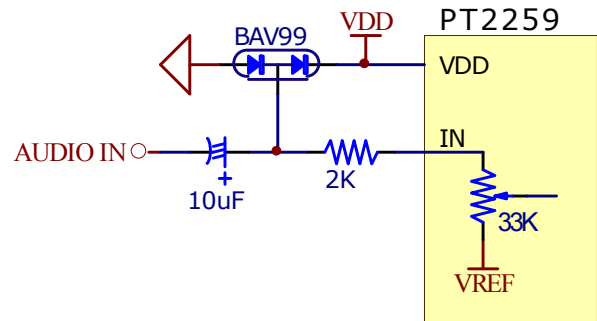 PT2259
VDD
BAV99
VDD
IN
AUDIO IN
2K
+
10uF
33K
VREF